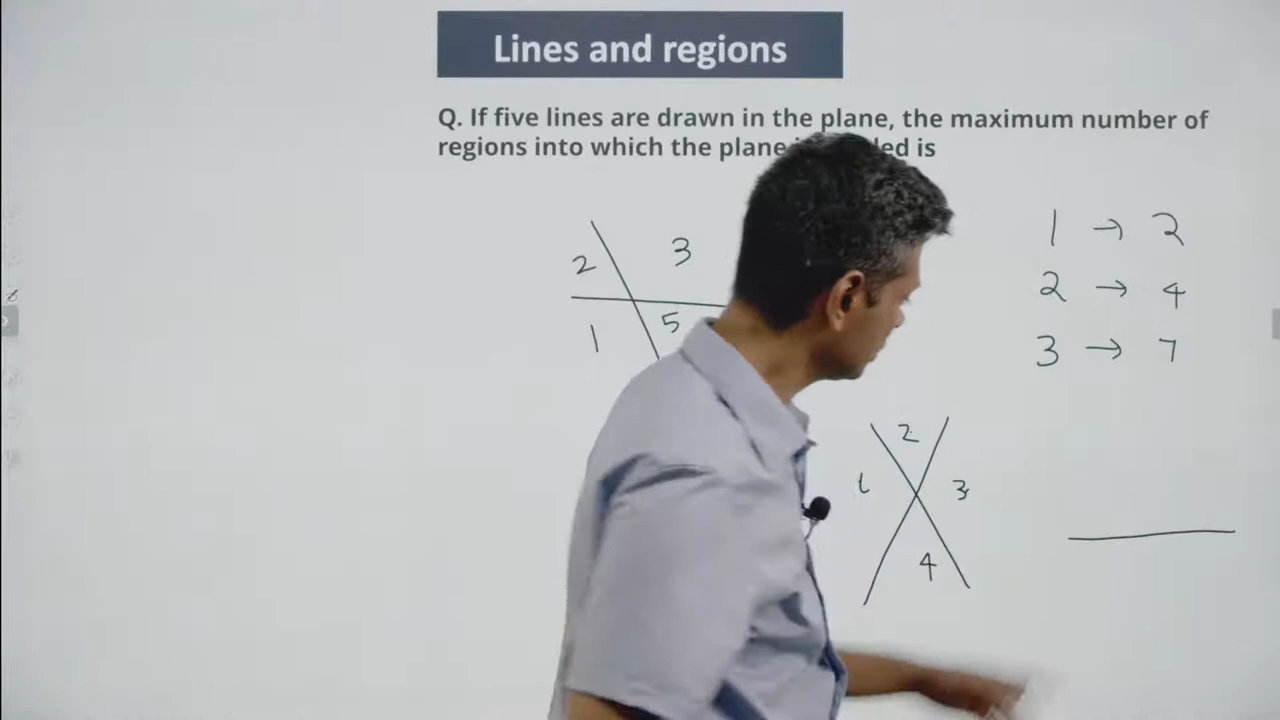 Lines and regions
Q. If five lines are drawn in the plane, the maximum number of
regions into which the plane is
2 3
1 5
1 → 2
2 → 4
3 → 7
2
1 3
4